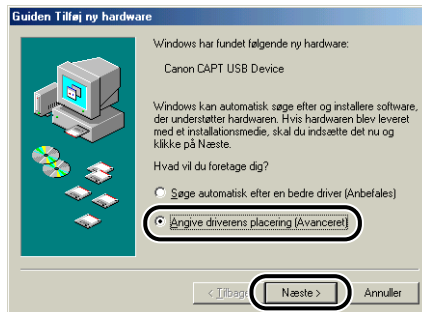 Guiden Tilføj ny hardware
Windows har fundet følgende ny hardware:
Canon CAPT USB Device
Windows kan automatisk søge efter og installere software,
der understøtter hardwaren. Hvis hardwaren blev leveret
med et installationsmedie, skal du indsætte det nu og
klikke på Næste.
Hvad vil du foretage dig?
Søge automatisk efter en bedre driver (Anbefales)
Angive driverens placering (Avanceret)
< Tilbage
Næste >
Annuller